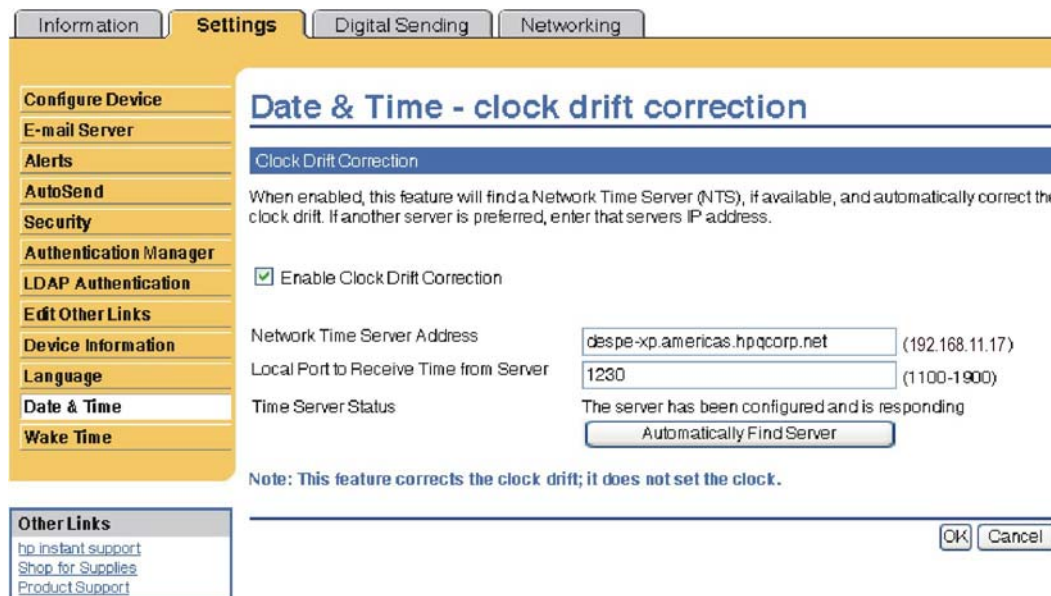 Information Settings Digital Sending Networking
Configure Device
E-mail Server
Alerts
AutoSend
Security
Authentication Manager
LDAP Authentication
Edit Other Links
Device Information
Language
Date & Time
Wake Time
Other Links
hp instant support
Shop for Supplies
Product Support
Date & Time - clock drift correction
Clock Drift Correction
When enabled, this feature will find a Network Time Server (NTS), if available, and automatically correct the
clock drift. If another server is preferred, enter that servers IP address.
Enable Clock Drift Correction
Network Time Server Address despe-xp.americas.hpqcorp.net (192.168.11.17)
Local Port to Receive Time from Server 1230 (1100-1900)
Time Server Status The server has been configured and is responding
Automatically Find Server
Note: This feature corrects the clock drift; it does not set the clock.
OK Cancel